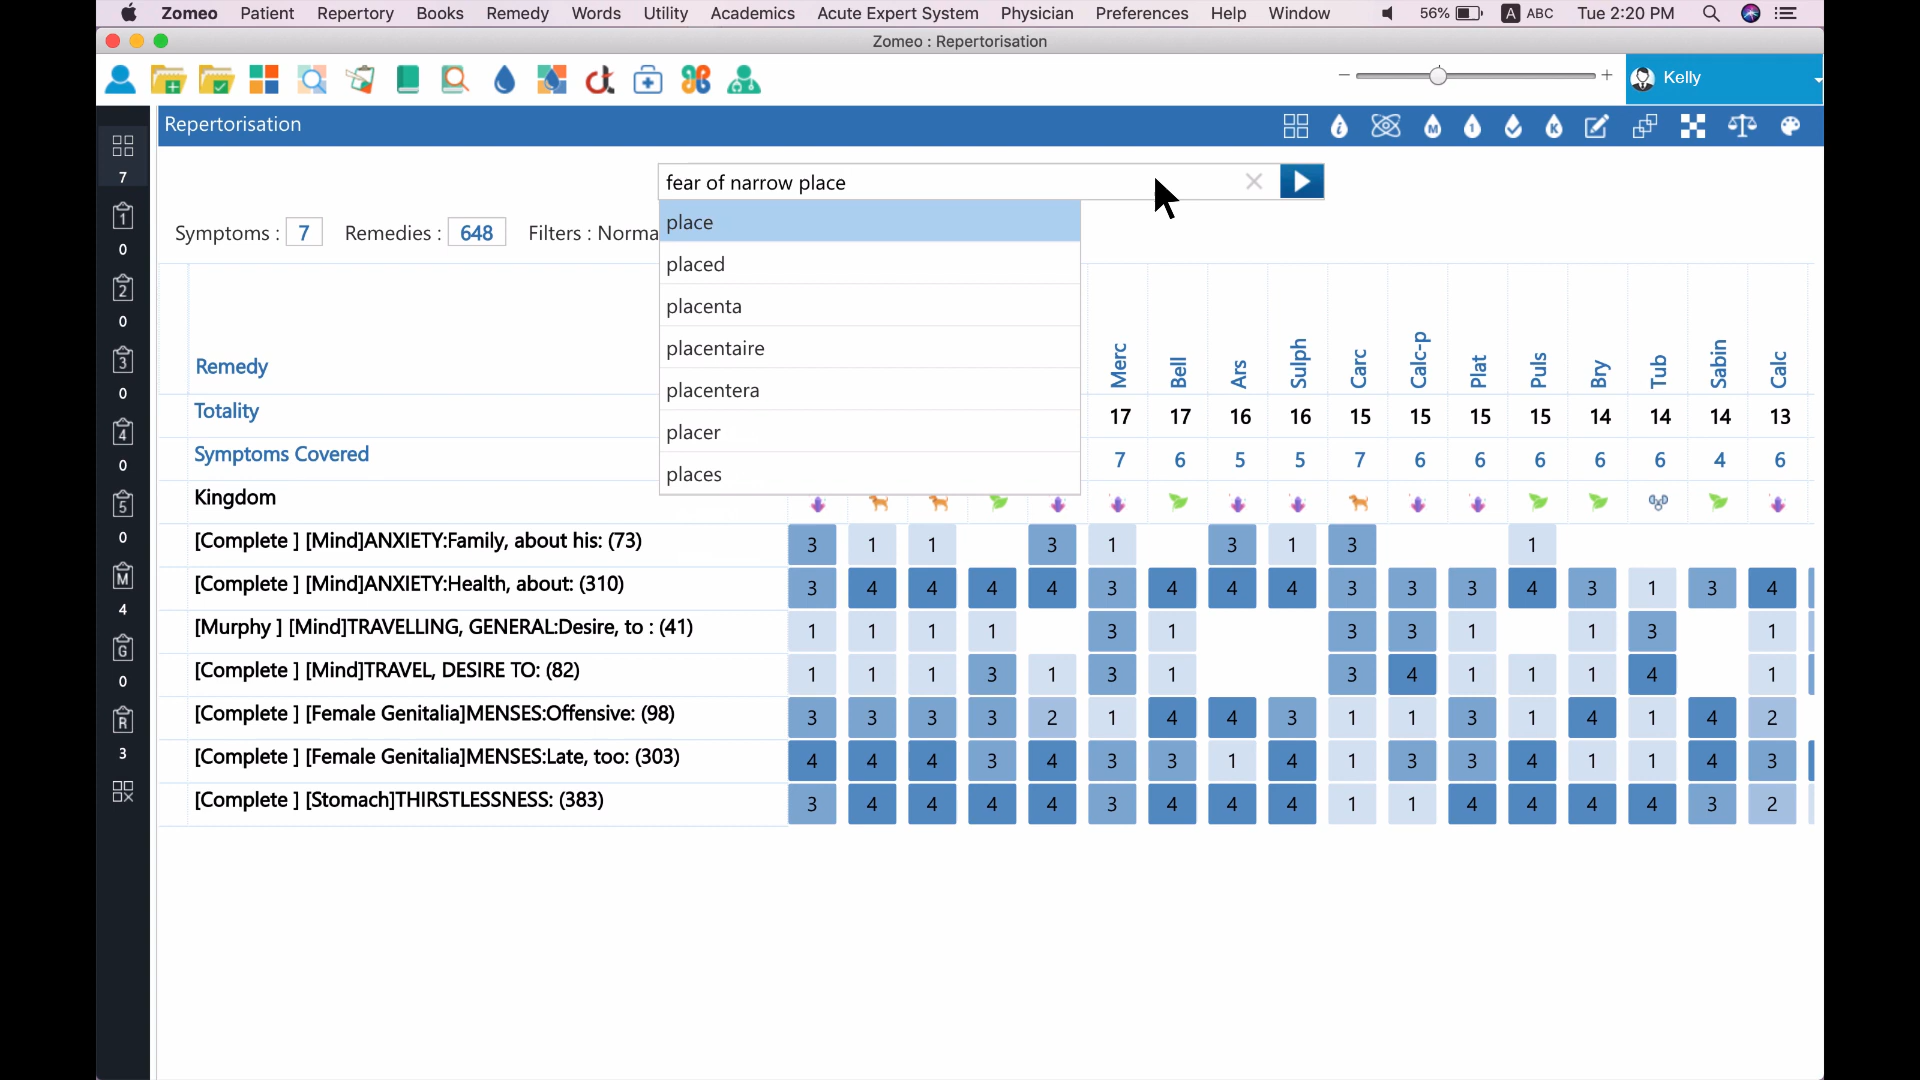 Zomeo Patient Repertory Books Remedy Words Utility Academics Acute Expert System Physician Preferences Help Window 56% A ABC Tue 2:20 PM
Zomeo : Repertorisation
Kelly
Repertorisation
fear of narrow place
place
placed
placenta
placentaire
placentera
placer
places
Symptoms : 7 Remedies : 648 Filters : Norma
7
1
0
2
0
3
0
4
0
5
0
M
4
G
0
R
3
Remedy Merc Bell Ars Sulph Carc Calc-p Plat Puls Bry Tub Sabin Calc
Totality 17 17 16 16 15 15 15 15 14 14 14 13
Symptoms Covered 7 6 5 5 7 6 6 6 6 6 4 6
Kingdom
[Complete ] [Mind]ANXIETY:Family, about his: (73) 3 1 1 3 1 3 1 3 1
[Complete ] [Mind]ANXIETY:Health, about: (310) 3 4 4 4 4 3 4 4 4 3 3 3 4 3 1 3 4
[Murphy ] [Mind]TRAVELLING, GENERAL:Desire, to : (41) 1 1 1 1 3 1 3 3 1 1 3 1
[Complete ] [Mind]TRAVEL, DESIRE TO: (82) 1 1 1 3 1 3 1 3 4 1 1 1 4 1
[Complete ] [Female Genitalia]MENSES:Offensive: (98) 3 3 3 3 2 1 4 4 3 1 1 3 1 4 1 4 2
[Complete ] [Female Genitalia]MENSES:Late, too: (303) 4 4 4 3 4 3 3 1 4 1 3 3 4 1 1 4 3
[Complete ] [Stomach]THIRSTLESSNESS: (383) 3 4 4 4 4 3 4 4 4 1 1 4 4 4 4 3 2